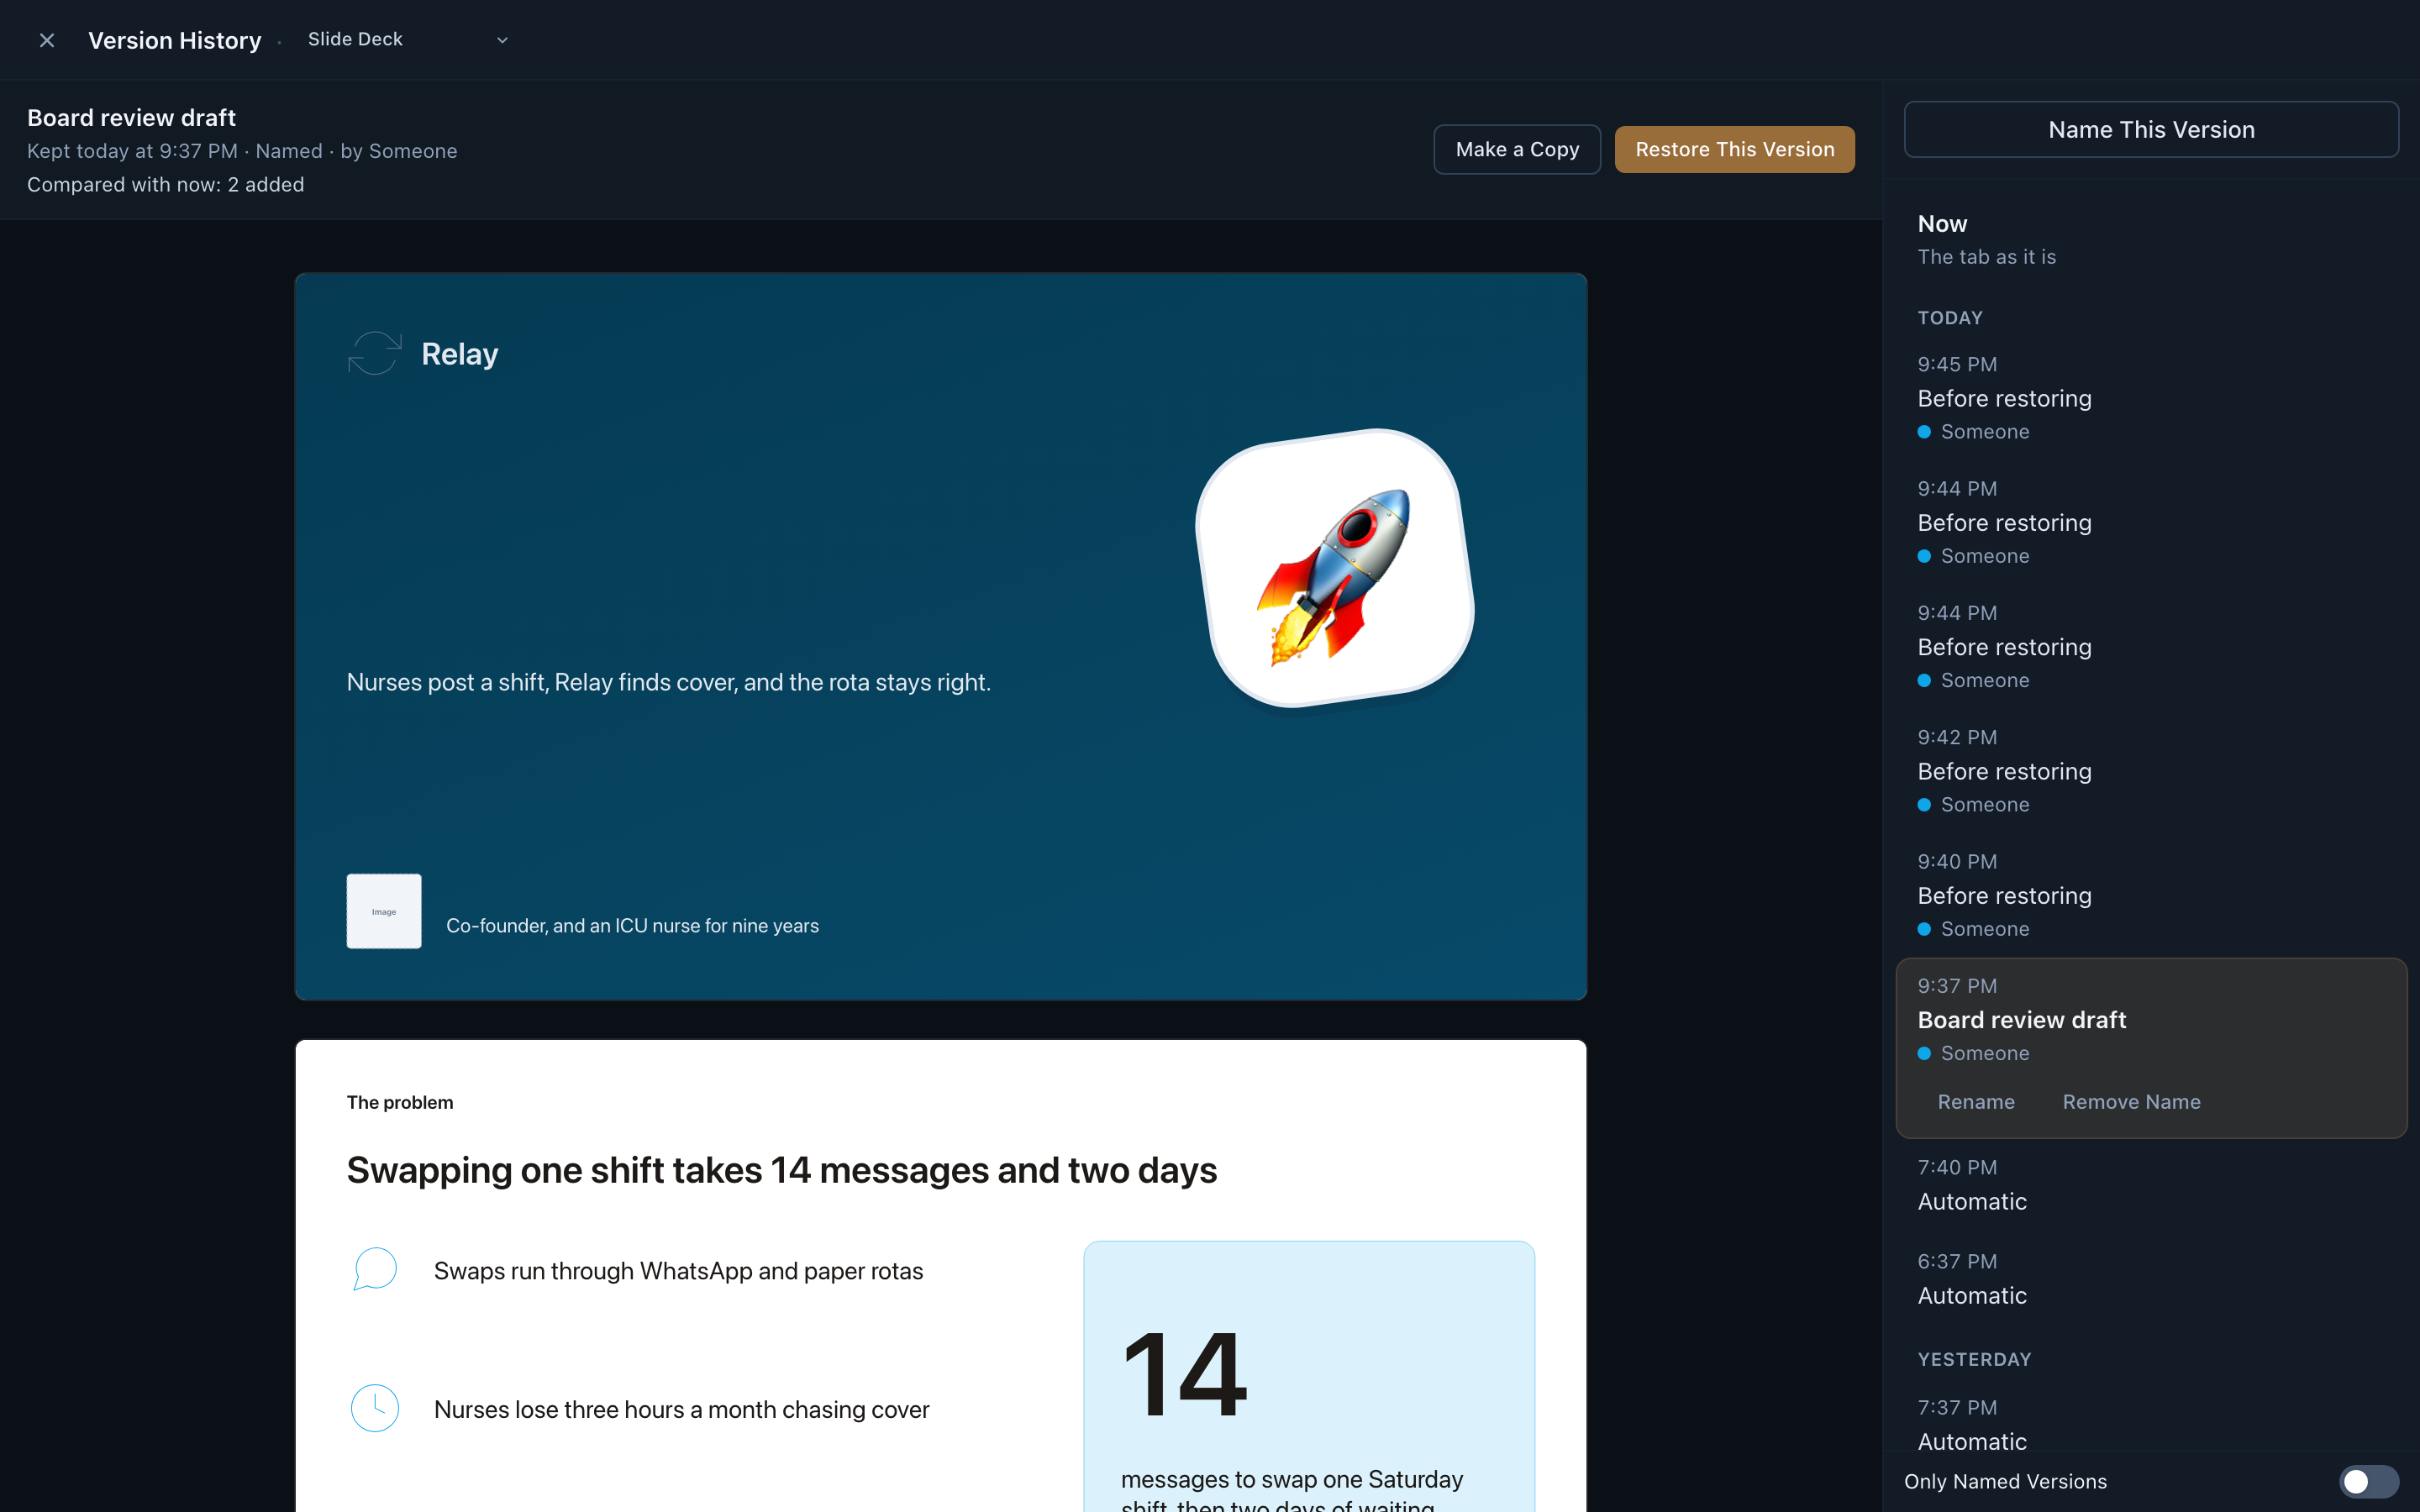 Version History · Slide Deck
Board review draft
Kept today at 9:37 PM · Named · by Someone
Compared with now: 2 added
Make a Copy
Restore This Version
Relay
Nurses post a shift, Relay finds cover, and the rota stays right.
Image
Co-founder, and an ICU nurse for nine years
The problem
Swapping one shift takes 14 messages and two days
Swaps run through WhatsApp and paper rotas
Nurses lose three hours a month chasing cover
14
messages to swap one Saturday
shift, then two days of waiting
Name This Version
Now
The tab as it is
TODAY
9:45 PM
Before restoring
Someone
9:44 PM
Before restoring
Someone
9:44 PM
Before restoring
Someone
9:42 PM
Before restoring
Someone
9:40 PM
Before restoring
Someone
9:37 PM
Board review draft
Someone
Rename
Remove Name
7:40 PM
Automatic
6:37 PM
Automatic
YESTERDAY
7:37 PM
Automatic
Only Named Versions